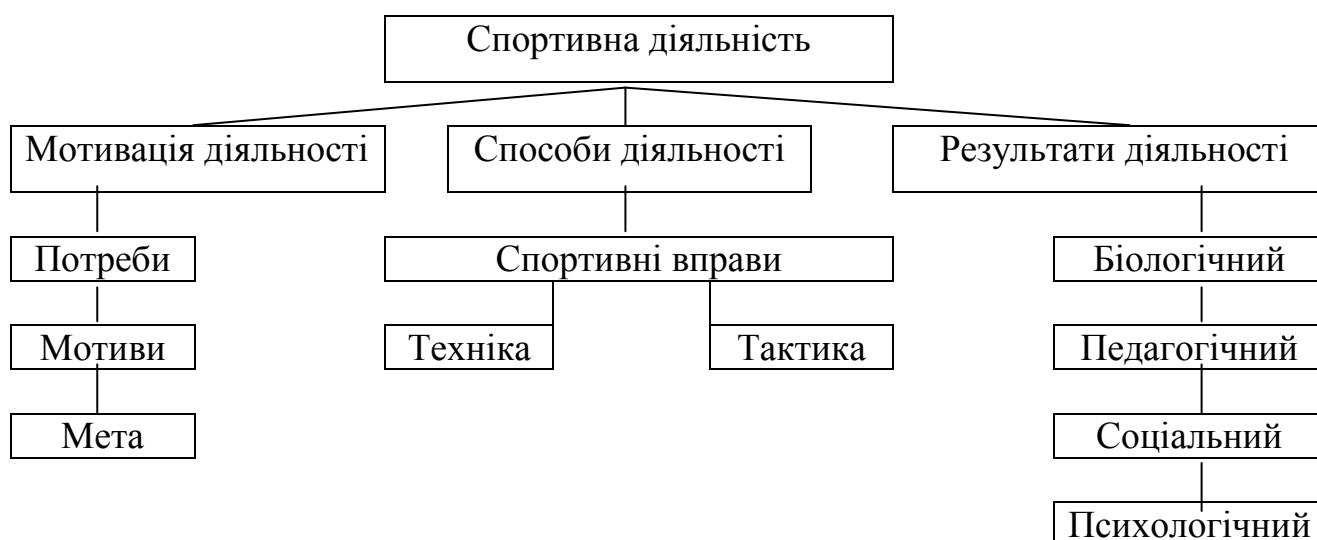 Спортивна діяльність
Мотивація діяльності
Способи діяльності
Результати діяльності
Потреби
Спортивні вправи
Біологічний
Мотиви
Техніка
Тактика
Педагогічний
Мета
Соціальний
Психологічний